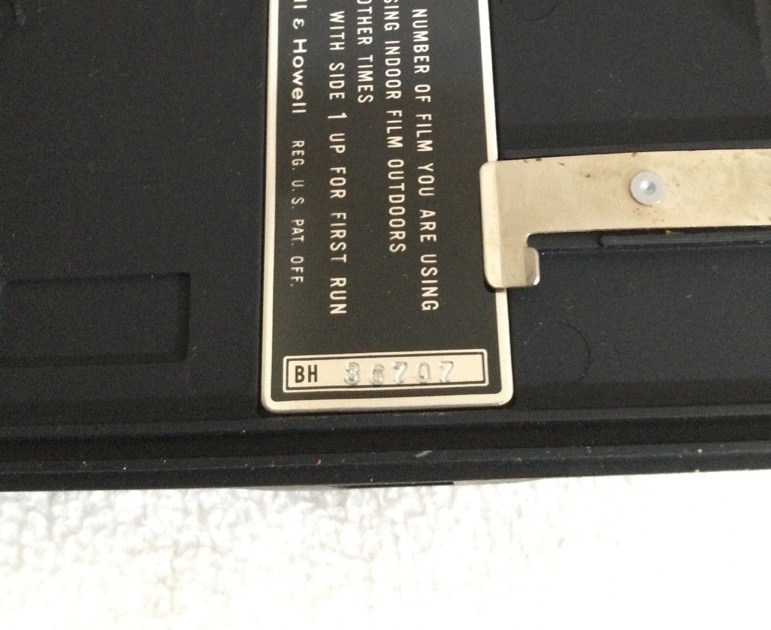 NUMBER OF FILM YOU ARE USING
SING INDOOR FILM OUTDOORS
OTHER TIMES
WITH SIDE 1 UP FOR FIRST RUN
ll & Howell REG. U. S. PAT. OFF.
BH